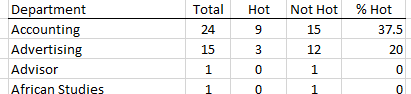 Department Total Hot Not Hot % Hot
Accounting 24 9 15 37.5
Advertising 15 3 12 20
Advisor 1 0 1 0
African Studies 1 0 1 0